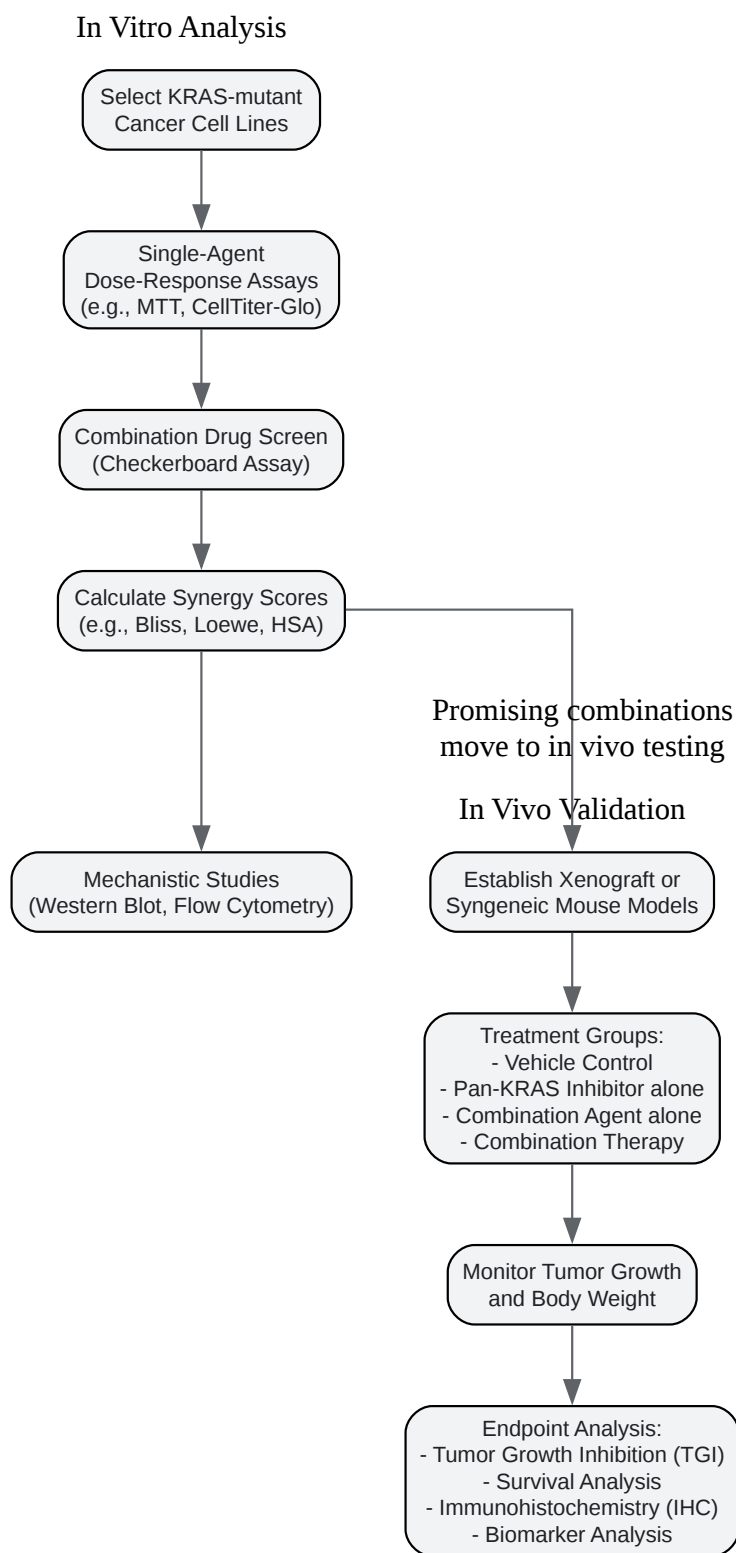 In Vitro Analysis
Select KRAS-mutant
Cancer Cell Lines
Single-Agent
Dose-Response Assays
(e.g., MTT, CellTiter-Glo)
Combination Drug Screen
(Checkerboard Assay)
Calculate Synergy Scores
(e.g., Bliss, Loewe, HSA)
Promising combinations
move to in vivo testing
In Vivo Validation
Mechanistic Studies
(Western Blot, Flow Cytometry)
Establish Xenograft or
Syngeneic Mouse Models
Treatment Groups:
- Vehicle Control
- Pan-KRAS Inhibitor alone
- Combination Agent alone
- Combination Therapy
Monitor Tumor Growth
and Body Weight
Endpoint Analysis:
- Tumor Growth Inhibition (TGI)
- Survival Analysis
- Immunohistochemistry (IHC)
- Biomarker Analysis